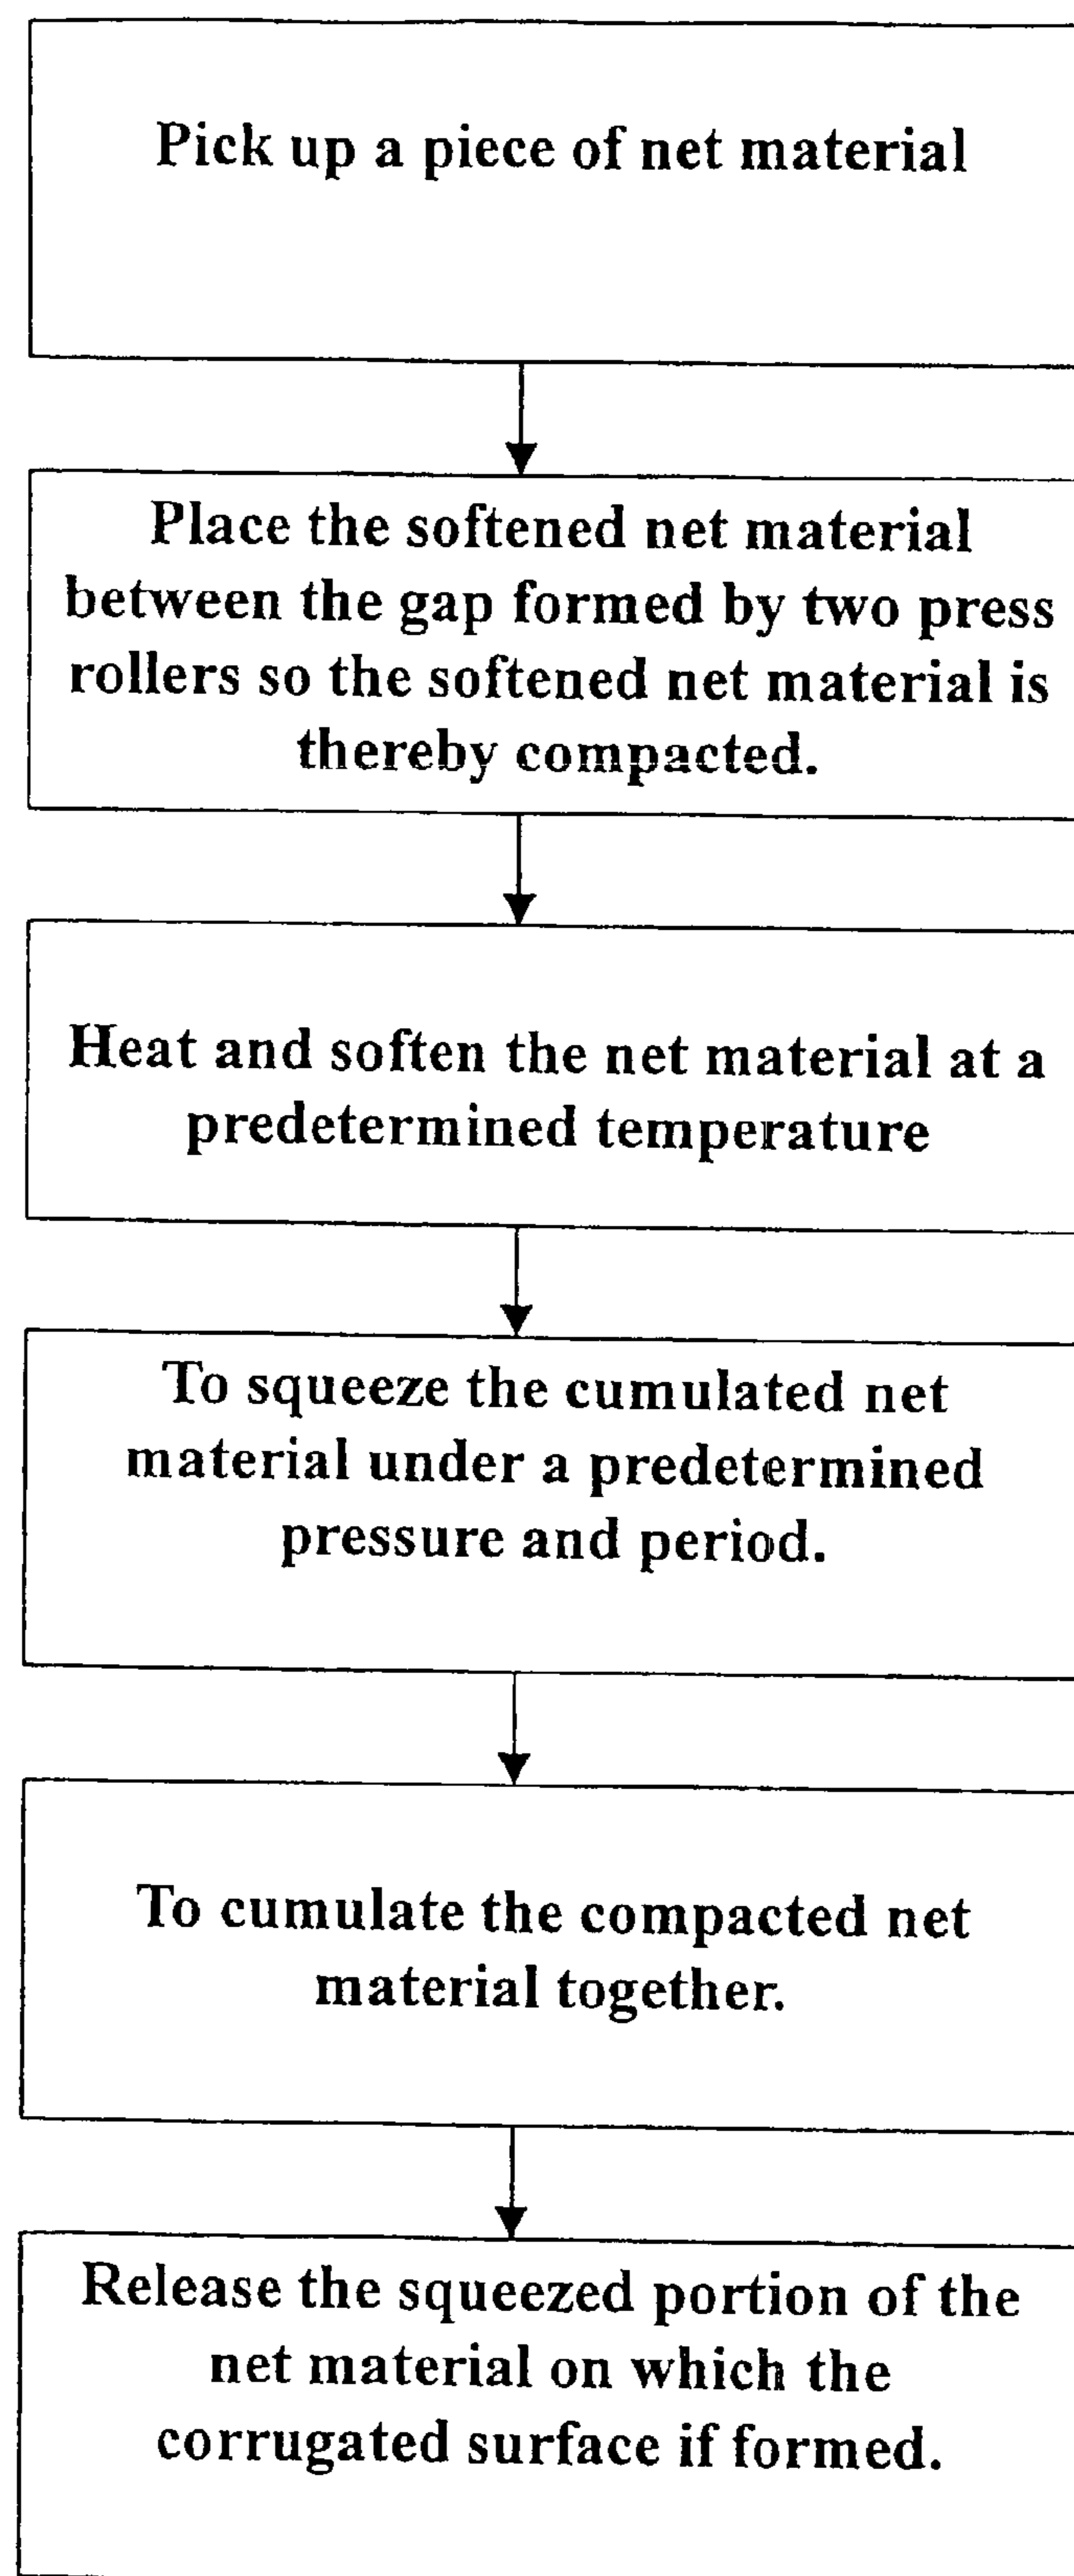 Pick up a piece of net material
Place the softened net material
between the gap formed by two press
rollers so the softened net material is
thereby compacted.
Heat and soften the net material at a
predetermined temperature
To squeeze the cumulated net
material under a predetermined
pressure and period.
To cumulate the compacted net
material together.
Release the squeezed portion of the
net material on which the
corrugated surface if formed.